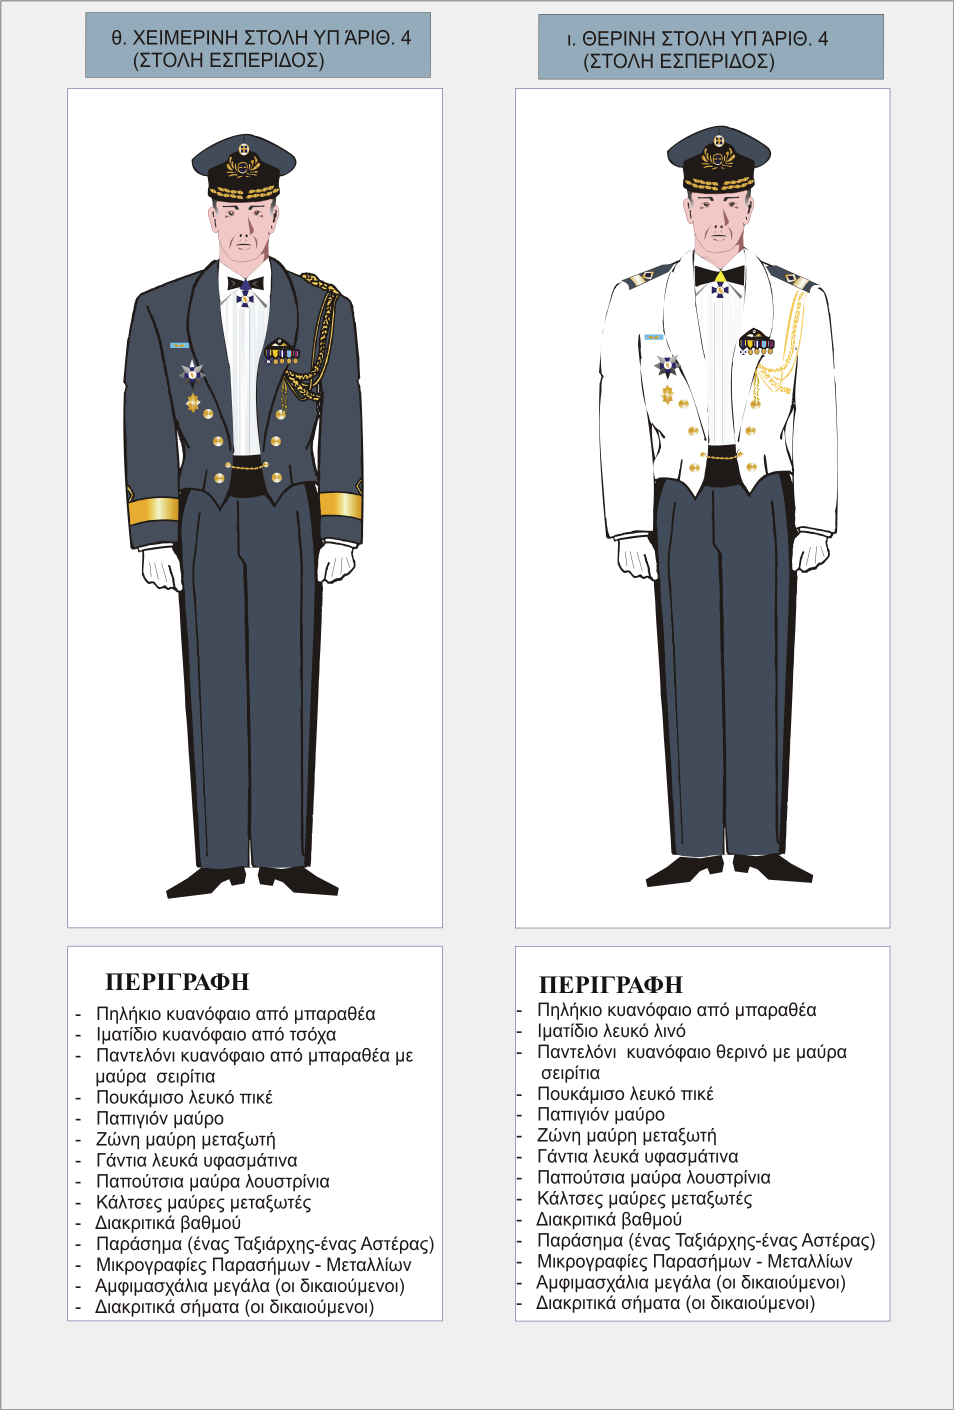 θ. ΧΕΙΜΕΡΙΝΗ ΣΤΟΛΗ ΥΠ ΆΡΙΘ. 4
(ΣΤΟΛΗ ΕΣΠΕΡΙΔΟΣ)
ΠΕΡΙΓΡΑΦΗ
- Πηλήκιο κυανόφαιο από μπαραθέα
- Ιματίδιο κυανόφαιο από τσόχα
- Παντελόνι κυανόφαιο από μπαραθέα με
μαύρα σειρίτια
- Πουκάμισο λευκό πικέ
- Παπιγιόν μαύρο
- Ζώνη μαύρη μεταξωτή
- Γάντια λευκά υφασμάτινα
- Παπούτσια μαύρα λουστρίνια
- Κάλτσες μαύρες μεταξωτές
- Διακριτικά βαθμού
- Παράσημα (ένας Ταξιάρχης-ένας Αστέρας)
- Μικρογραφίες Παρασήμων - Μεταλλίων
- Αμφιμασχάλια μεγάλα (οι δικαιούμενοι)
- Διακριτικά σήματα (οι δικαιούμενοι)
ι. ΘΕΡΙΝΗ ΣΤΟΛΗ ΥΠ ΆΡΙΘ. 4
(ΣΤΟΛΗ ΕΣΠΕΡΙΔΟΣ)
ΠΕΡΙΓΡΑΦΗ
- Πηλήκιο κυανόφαιο από μπαραθέα
- Ιματίδιο λευκό λινό
- Παντελόνι κυανόφαιο θερινό με μαύρα
σειρίτια
- Πουκάμισο λευκό πικέ
- Παπιγιόν μαύρο
- Ζώνη μαύρη μεταξωτή
- Γάντια λευκά υφασμάτινα
- Παπούτσια μαύρα λουστρίνια
- Κάλτσες μαύρες μεταξωτές
- Διακριτικά βαθμού
- Παράσημα (ένας Ταξιάρχης-ένας Αστέρας)
- Μικρογραφίες Παρασήμων - Μεταλλίων
- Αμφιμασχάλια μεγάλα (οι δικαιούμενοι)
- Διακριτικά σήματα (οι δικαιούμενοι)